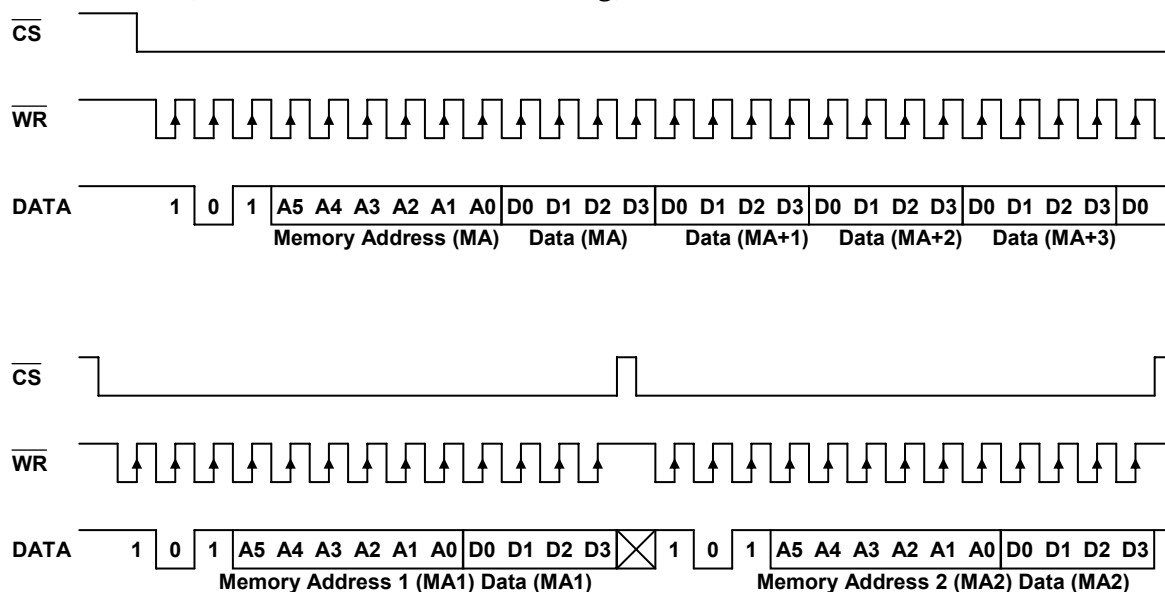 CS
WR
DATA 1 0 1 A5 A4 A3 A2 A1 A0 D0 D1 D2 D3 D0 D1 D2 D3 D0 D1 D2 D3 D0 D1 D2 D3 D0
Memory Address (MA) Data (MA) Data (MA+1) Data (MA+2) Data (MA+3)
CS
WR
DATA 1 0 1 A5 A4 A3 A2 A1 A0 D0 D1 D2 D3 1 0 1 A5 A4 A3 A2 A1 A0 D0 D1 D2 D3
Memory Address 1 (MA1) Data (MA1) Memory Address 2 (MA2) Data (MA2)